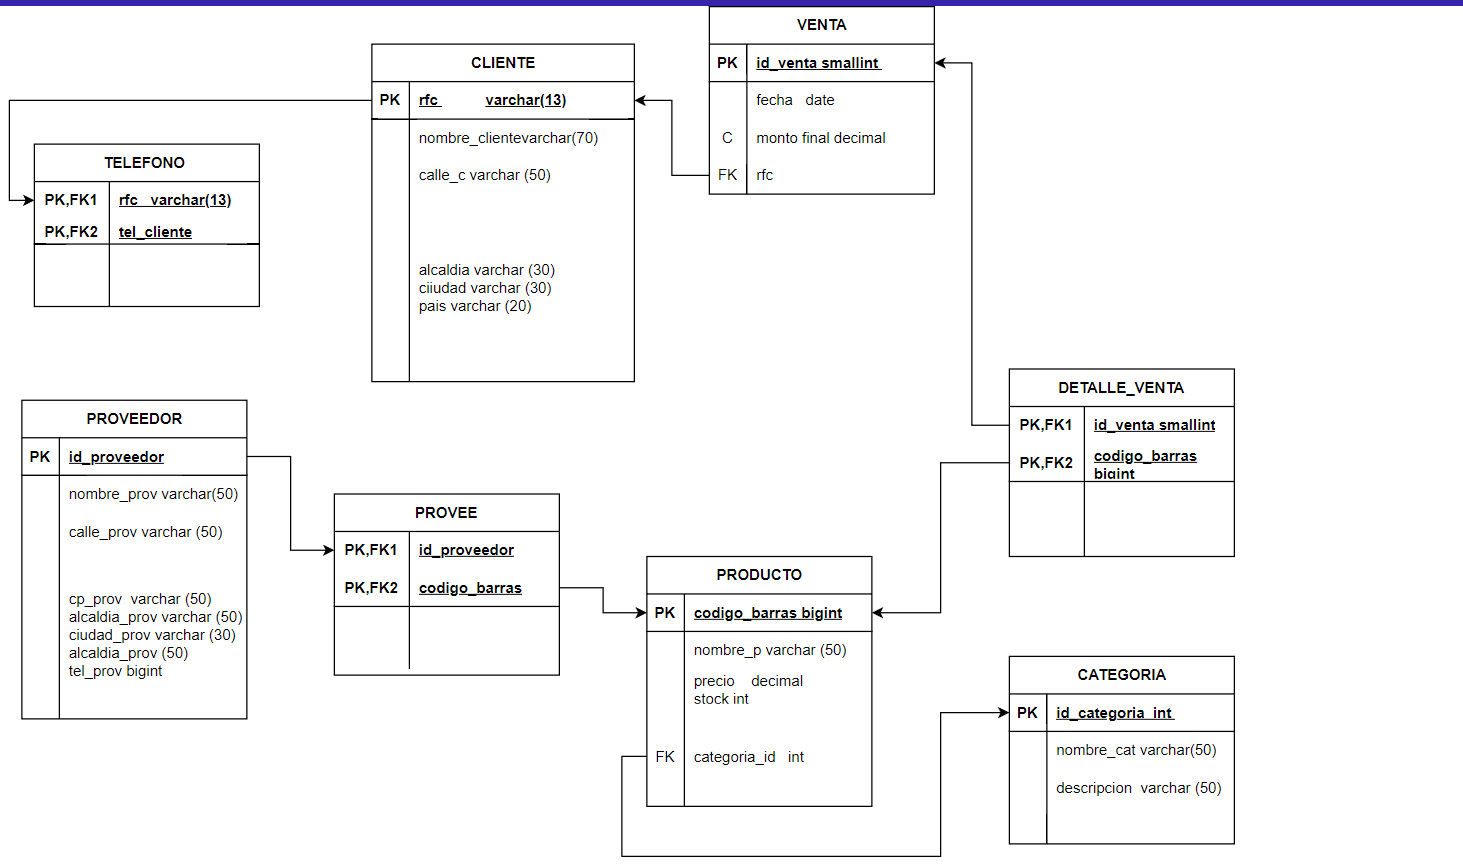 VENTA
PK id_venta smallint
fecha date
C monto final decimal
FK rfc
CLIENTE
PK rfc varchar(13)
nombre_clientevarchar(70)
calle_c varchar (50)
alcaldia varchar (30)
ciiudad varchar (30)
pais varchar (20)
TELEFONO
PK,FK1 rfc varchar(13)
PK,FK2 tel_cliente
DETALLE_VENTA
PK,FK1 id_venta smallint
PK,FK2 codigo_barras
bigint
PROVEEDOR
PK id_proveedor
nombre_prov varchar(50)
calle_prov varchar (50)
cp_prov varchar (50)
alcaldia_prov varchar (50)
ciudad_prov varchar (30)
alcaldia_prov (50)
tel_prov bigint
PROVEE
PK,FK1 id_proveedor
PK,FK2 codigo_barras
PRODUCTO
PK codigo_barras bigint
nombre_p varchar (50)
precio decimal
stock int
FK categoria_id int
CATEGORIA
PK id_categoria int
nombre_cat varchar(50)
descripcion varchar (50)